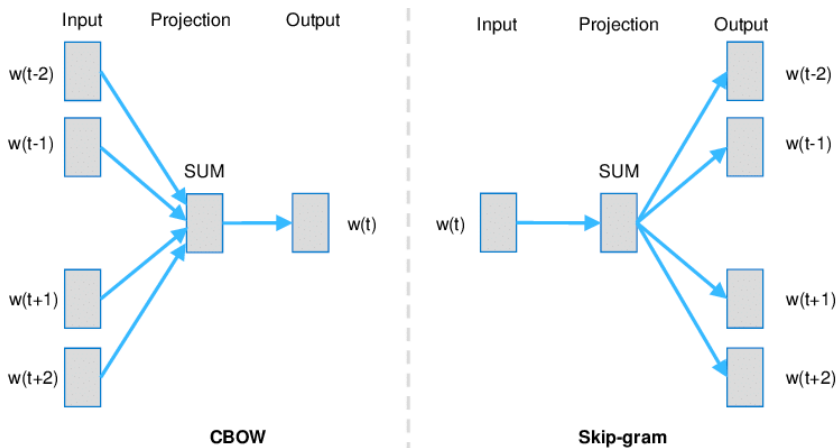 Input Projection Output
w(t-2)
w(t-1)
SUM
w(t)
w(t+1)
w(t+2)
CBOW
Input Projection Output
w(t-2)
w(t-1)
SUM
w(t)
w(t+1)
w(t+2)
Skip-gram